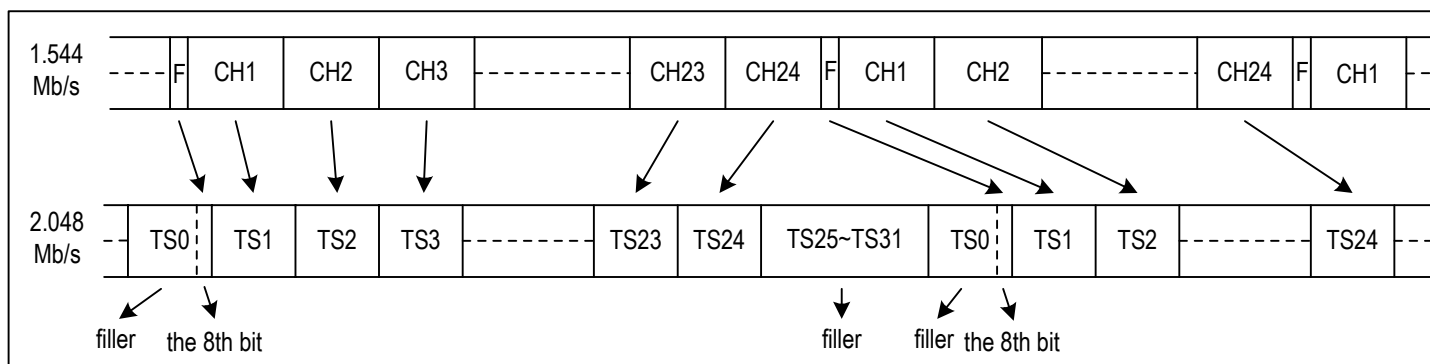 1.544
Mb/s
F CH1 CH2 CH3 CH23 CH24 F CH1 CH2 CH24 F CH1
2.048
Mb/s
TS0 TS1 TS2 TS3 TS23 TS24 TS25~TS31 TS0 TS1 TS2 TS24
filler the 8th bit filler filler the 8th bit